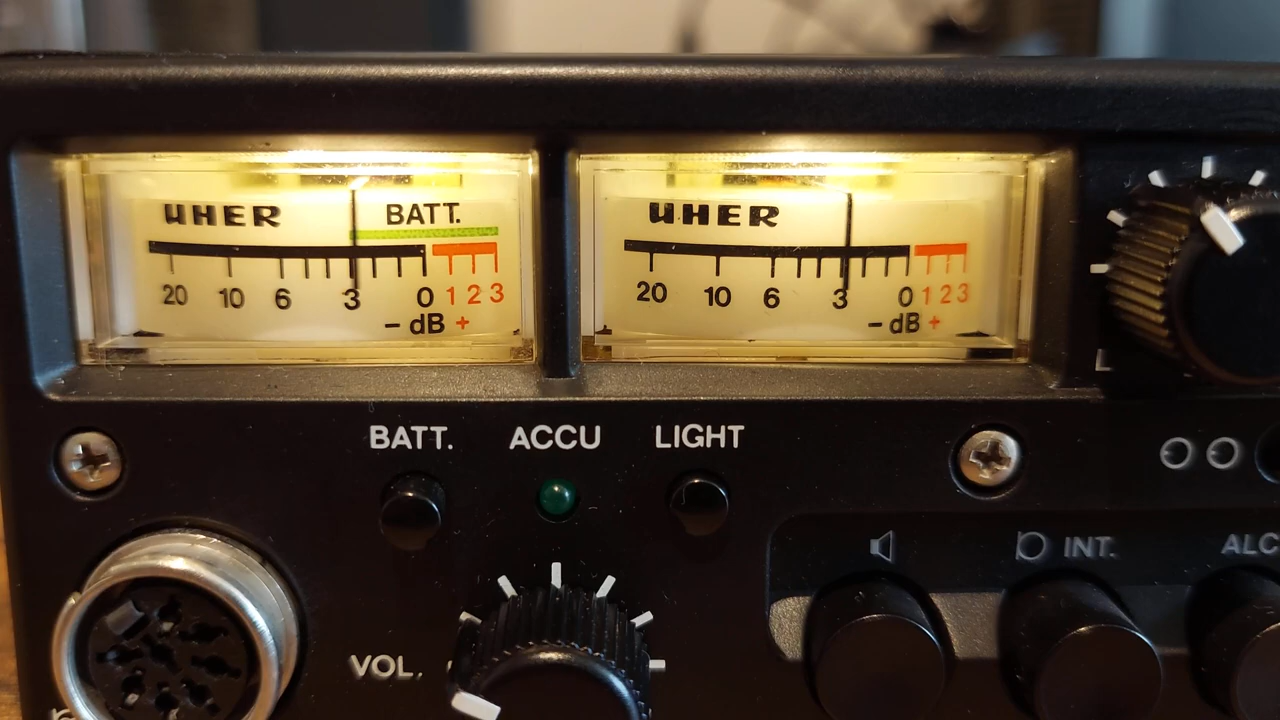 UHER BATT.
20 10 6 3 0 1 2 3
- dB +
UHER
20 10 6 3 0 1 2 3
- dB +
L
BATT. ACCU LIGHT
INT. ALC
VOL.